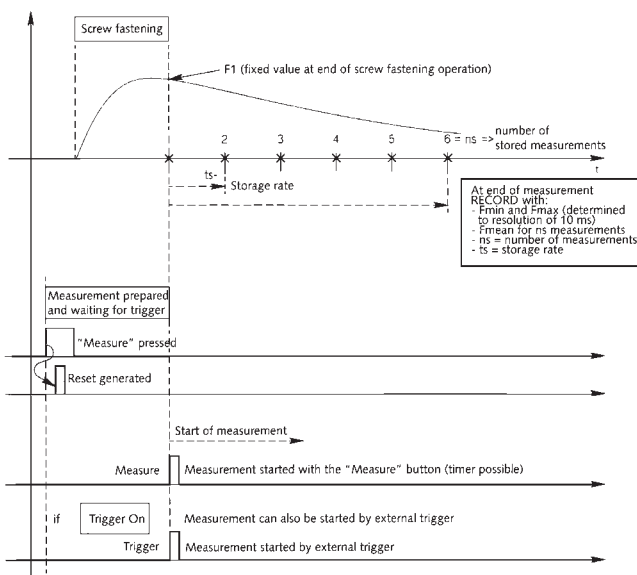 Screw fastening
F1 (fixed value at end of screw fastening operation)
2 3 4 5 6 = ns =>
number of
stored measurements
t
ts-
Storage rate
At end of measurement
RECORD with:
- Fmin and Fmax (determined
to resolution of 10 ms)
- Fmean for ns measurements
- ns = number of measurements
- ts = storage rate
Measurement prepared
and waiting for trigger
"Measure" pressed
Reset generated
Start of measurement
Measure
Measurement started with the "Measure" button (timer possible)
if
Trigger On
Measurement can also be started by external trigger
Trigger
Measurement started by external trigger